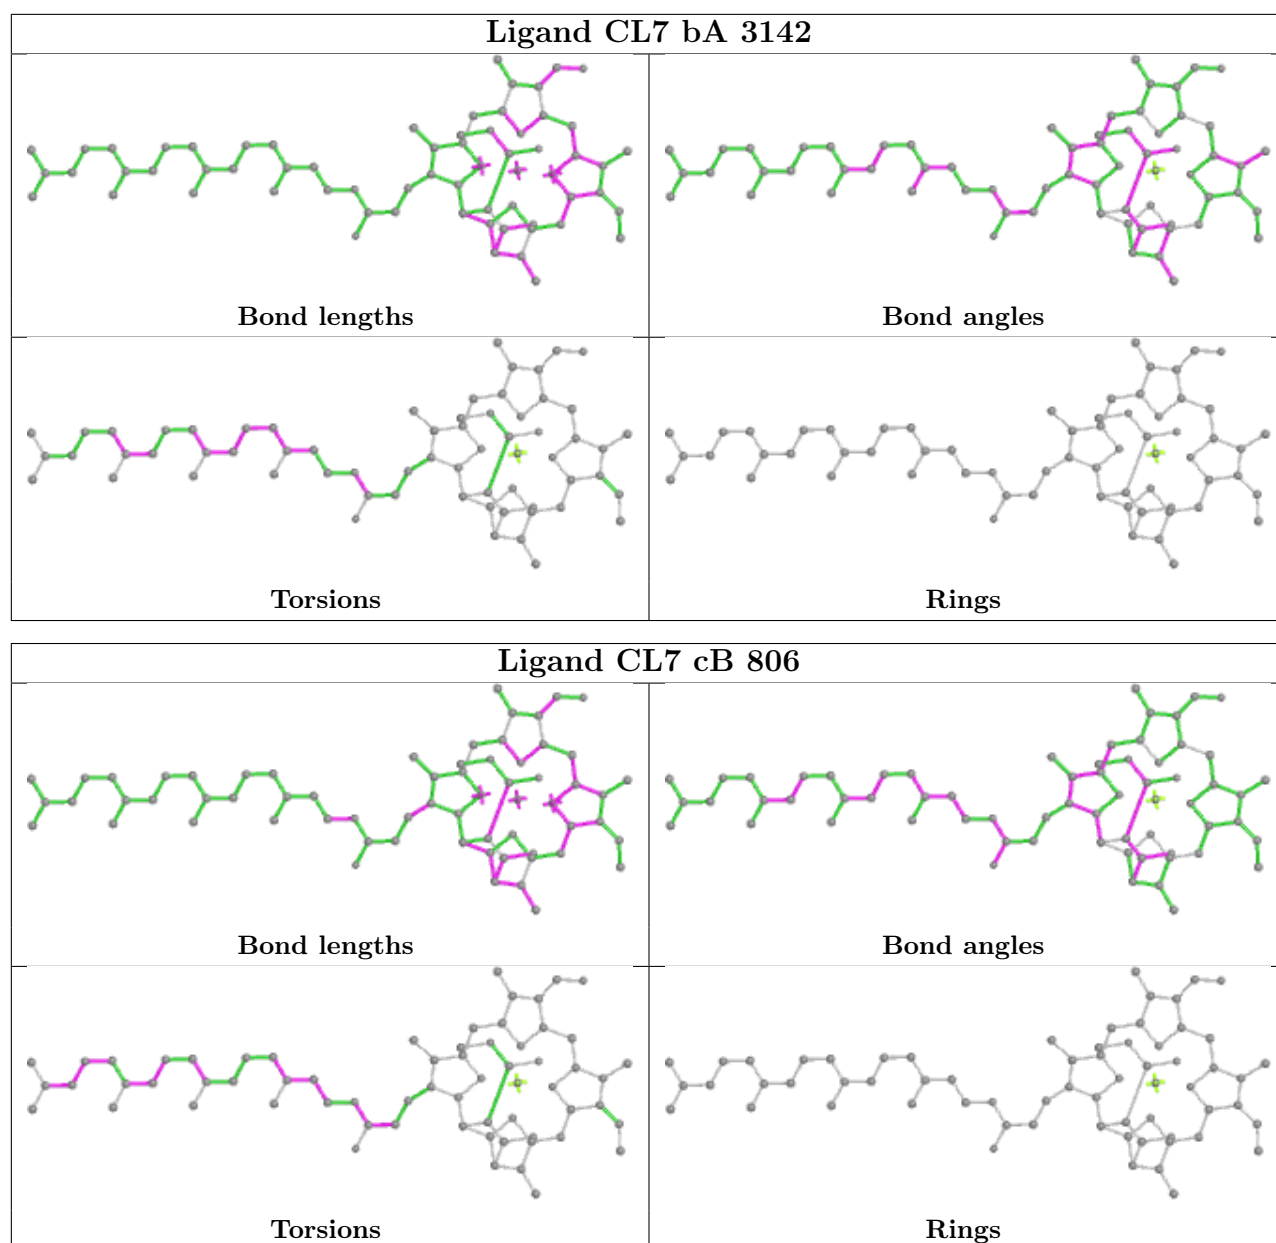 Ligand CL7 bA 3142
Bond lengths
Bond angles
Torsions
Rings
Ligand CL7 cB 806
Bond lengths
Bond angles
Torsions
Rings